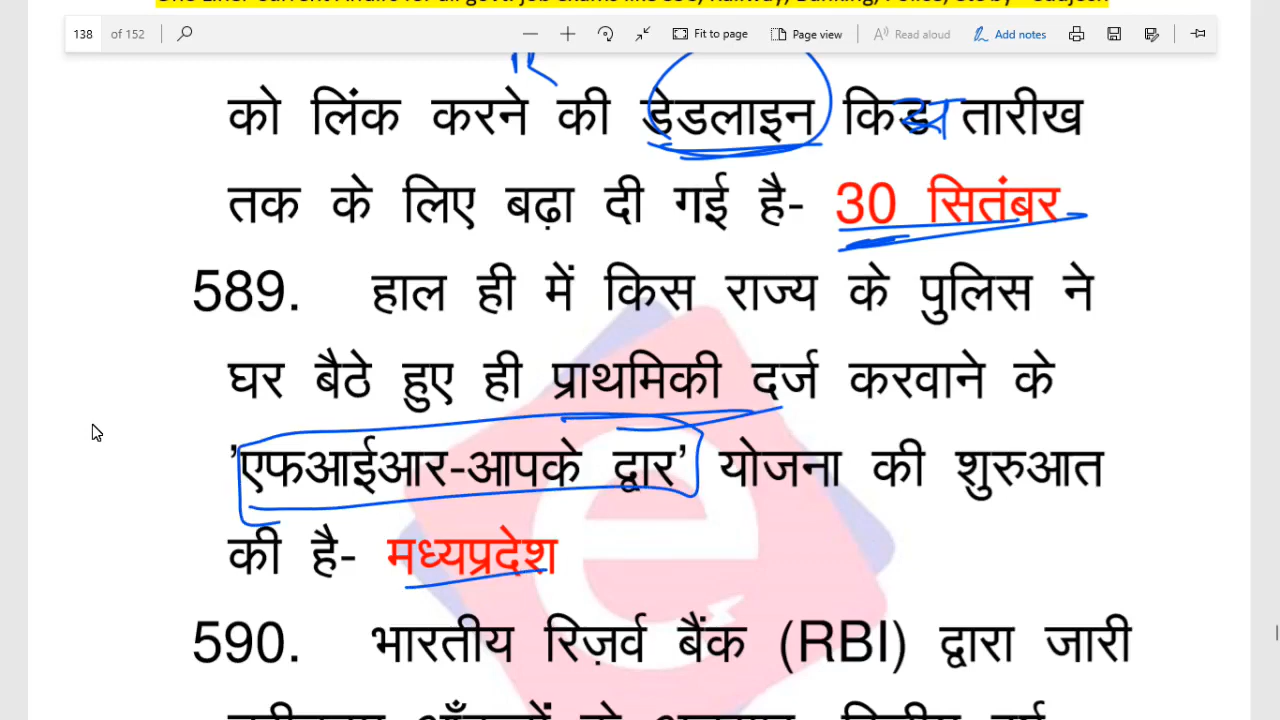 138 of 152 Fit to page Page view Read aloud Add notes
को लिंक करने की डेडलाइन किस तारीख
तक के लिए बढ़ा दी गई है- 30 सितंबर
589. हाल ही में किस राज्य के पुलिस ने
घर बैठे हुए ही प्राथमिकी दर्ज करवाने के
'एफआईआर-आपके द्वार' योजना की शुरुआत
की है- मध्यप्रदेश
590. भारतीय रिज़र्व बैंक (RBI) द्वारा जारी